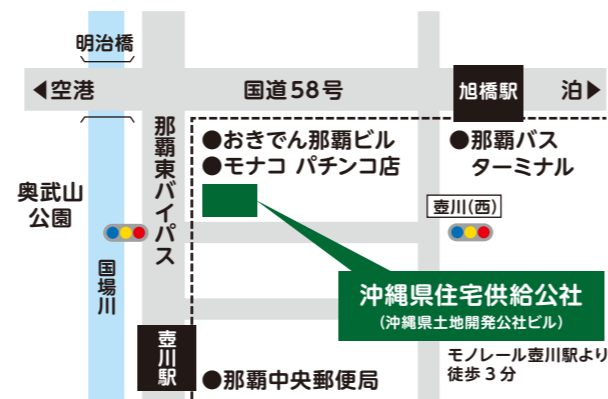 明治橋
◀空港
国道58号
旭橋駅
泊▶
那覇東バイパス
●おきでん那覇ビル
●モナコ パチンコ店
●那覇バス
ターミナル
奥武山
公園
壺川(西)
国場川
沖縄県住宅供給公社
(沖縄県土地開発公社ビル)
壺川駅
●那覇中央郵便局
モノレール壺川駅より
徒歩3分